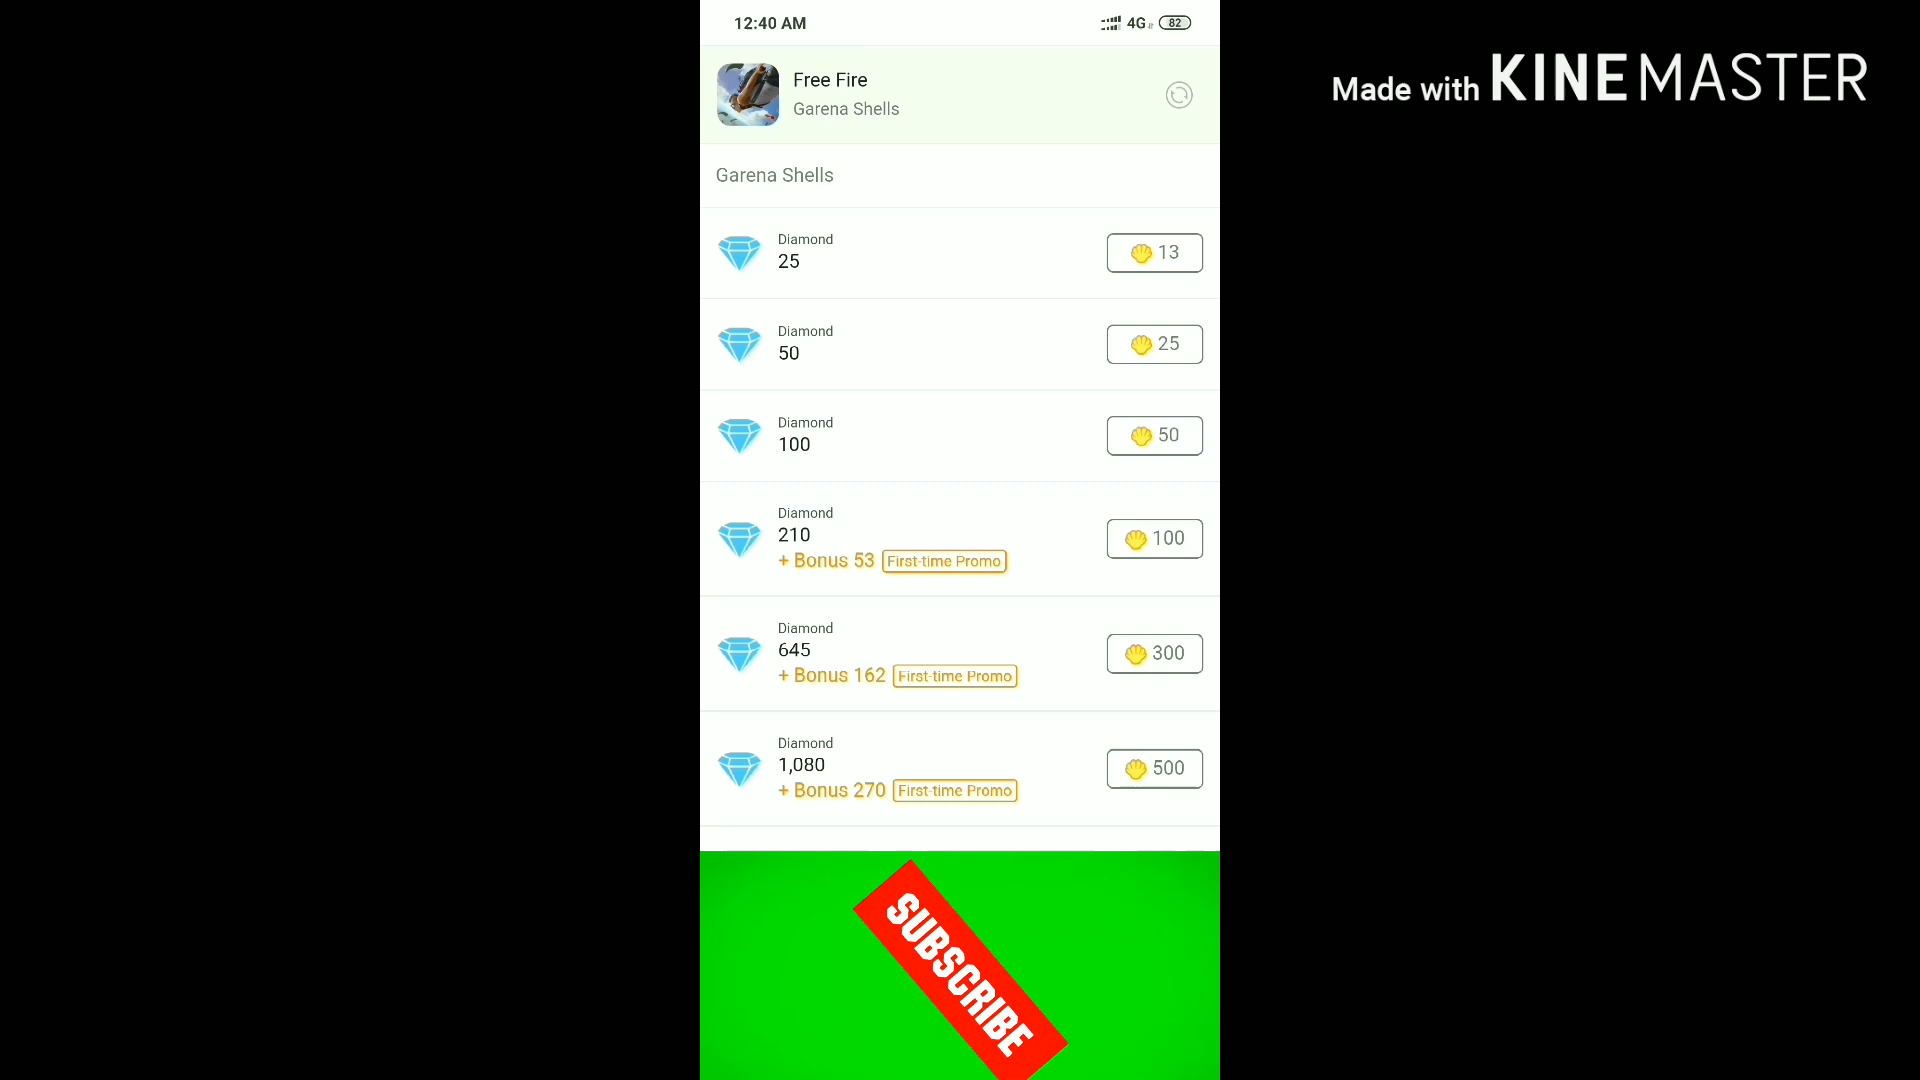 12:40 AM
4G 82
Made with KINEMASTER
Free Fire
Garena Shells
Garena Shells
Diamond
25
13
Diamond
50
25
Diamond
100
50
Diamond
210
+ Bonus 53 First-time Promo
100
Diamond
645
+ Bonus 162 First-time Promo
300
Diamond
1,080
+ Bonus 270 First-time Promo
500
SUBSCRIBE